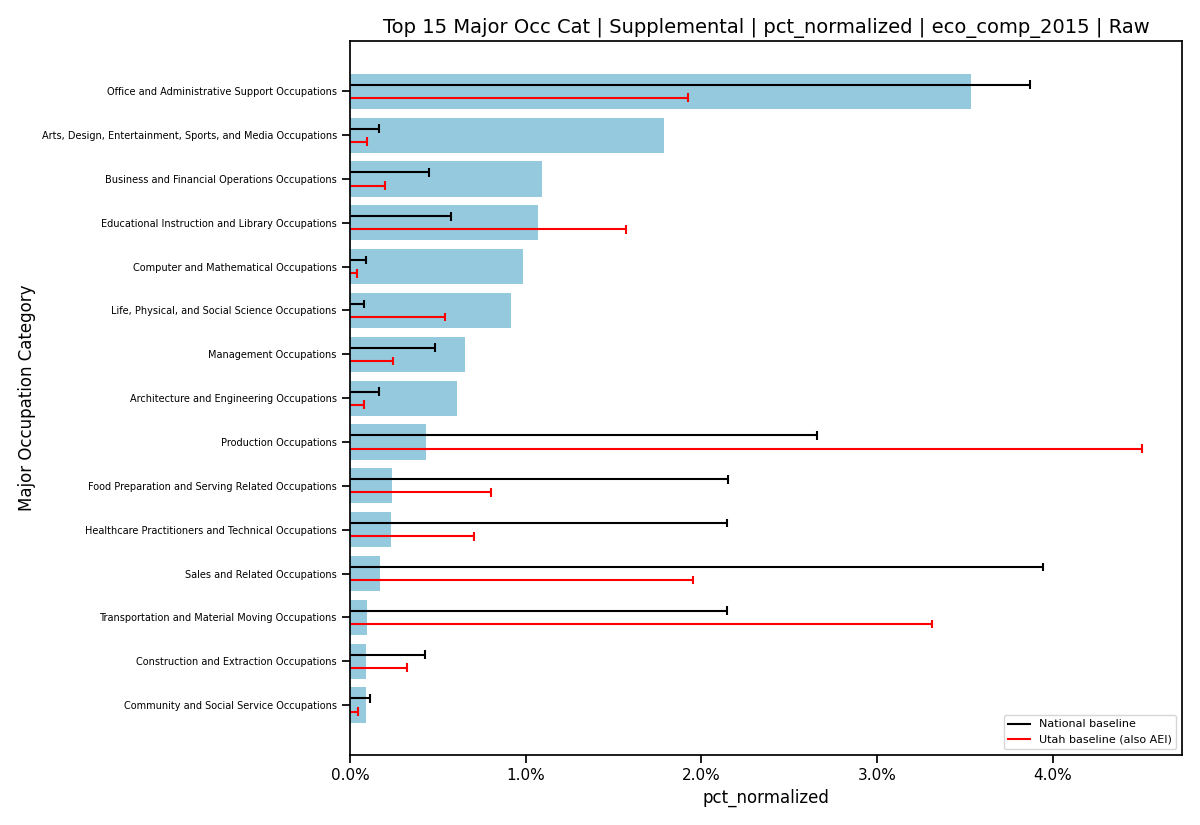 Top 15 Major Occ Cat | Supplemental | pct_normalized | eco_comp_2015 | Raw
Major Occupation Category
Office and Administrative Support Occupations
Arts, Design, Entertainment, Sports, and Media Occupations
Business and Financial Operations Occupations
Educational Instruction and Library Occupations
Computer and Mathematical Occupations
Life, Physical, and Social Science Occupations
Management Occupations
Architecture and Engineering Occupations
Production Occupations
Food Preparation and Serving Related Occupations
Healthcare Practitioners and Technical Occupations
Sales and Related Occupations
Transportation and Material Moving Occupations
Construction and Extraction Occupations
Community and Social Service Occupations
National baseline
Utah baseline (also AEI)
0.0% 1.0% 2.0% 3.0% 4.0%
pct_normalized